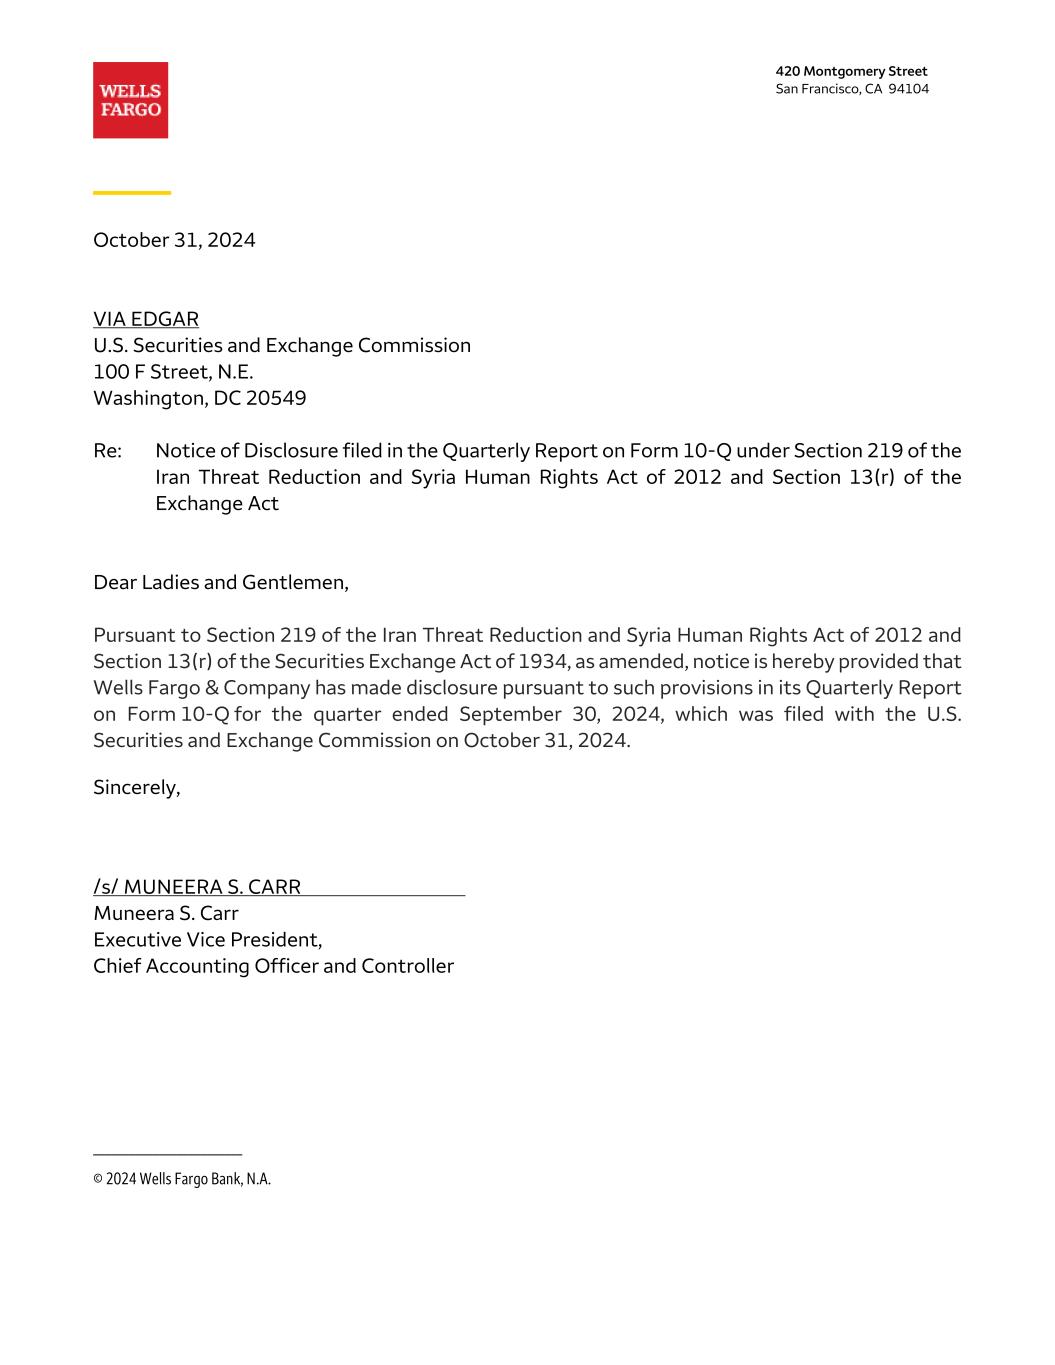 WELLS
FARGO
420 Montgomery Street
San Francisco, CA 94104
October 31, 2024
VIA EDGAR
U.S. Securities and Exchange Commission
100 F Street, N.E.
Washington, DC 20549
Re: Notice of Disclosure filed in the Quarterly Report on Form 10-Q under Section 219 of the
Iran Threat Reduction and Syria Human Rights Act of 2012 and Section 13(r) of the
Exchange Act
Dear Ladies and Gentlemen,
Pursuant to Section 219 of the Iran Threat Reduction and Syria Human Rights Act of 2012 and
Section 13(r) of the Securities Exchange Act of 1934, as amended, notice is hereby provided that
Wells Fargo & Company has made disclosure pursuant to such provisions in its Quarterly Report
on Form 10-Q for the quarter ended September 30, 2024, which was filed with the U.S.
Securities and Exchange Commission on October 31, 2024.
Sincerely,
/s/ MUNEERA S. CARR
Muneera S. Carr
Executive Vice President,
Chief Accounting Officer and Controller
© 2024 Wells Fargo Bank, N.A.